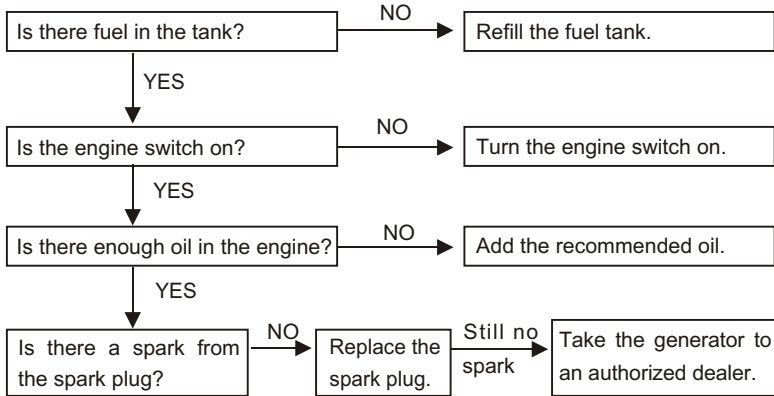 Is there fuel in the tank?
NO
Refill the fuel tank.
YES
Is the engine switch on?
NO
Turn the engine switch on.
YES
Is there enough oil in the engine?
NO
Add the recommended oil.
YES
Is there a spark from
the spark plug?
NO
Replace the
spark plug.
Still no
spark
Take the generator to
an authorized dealer.